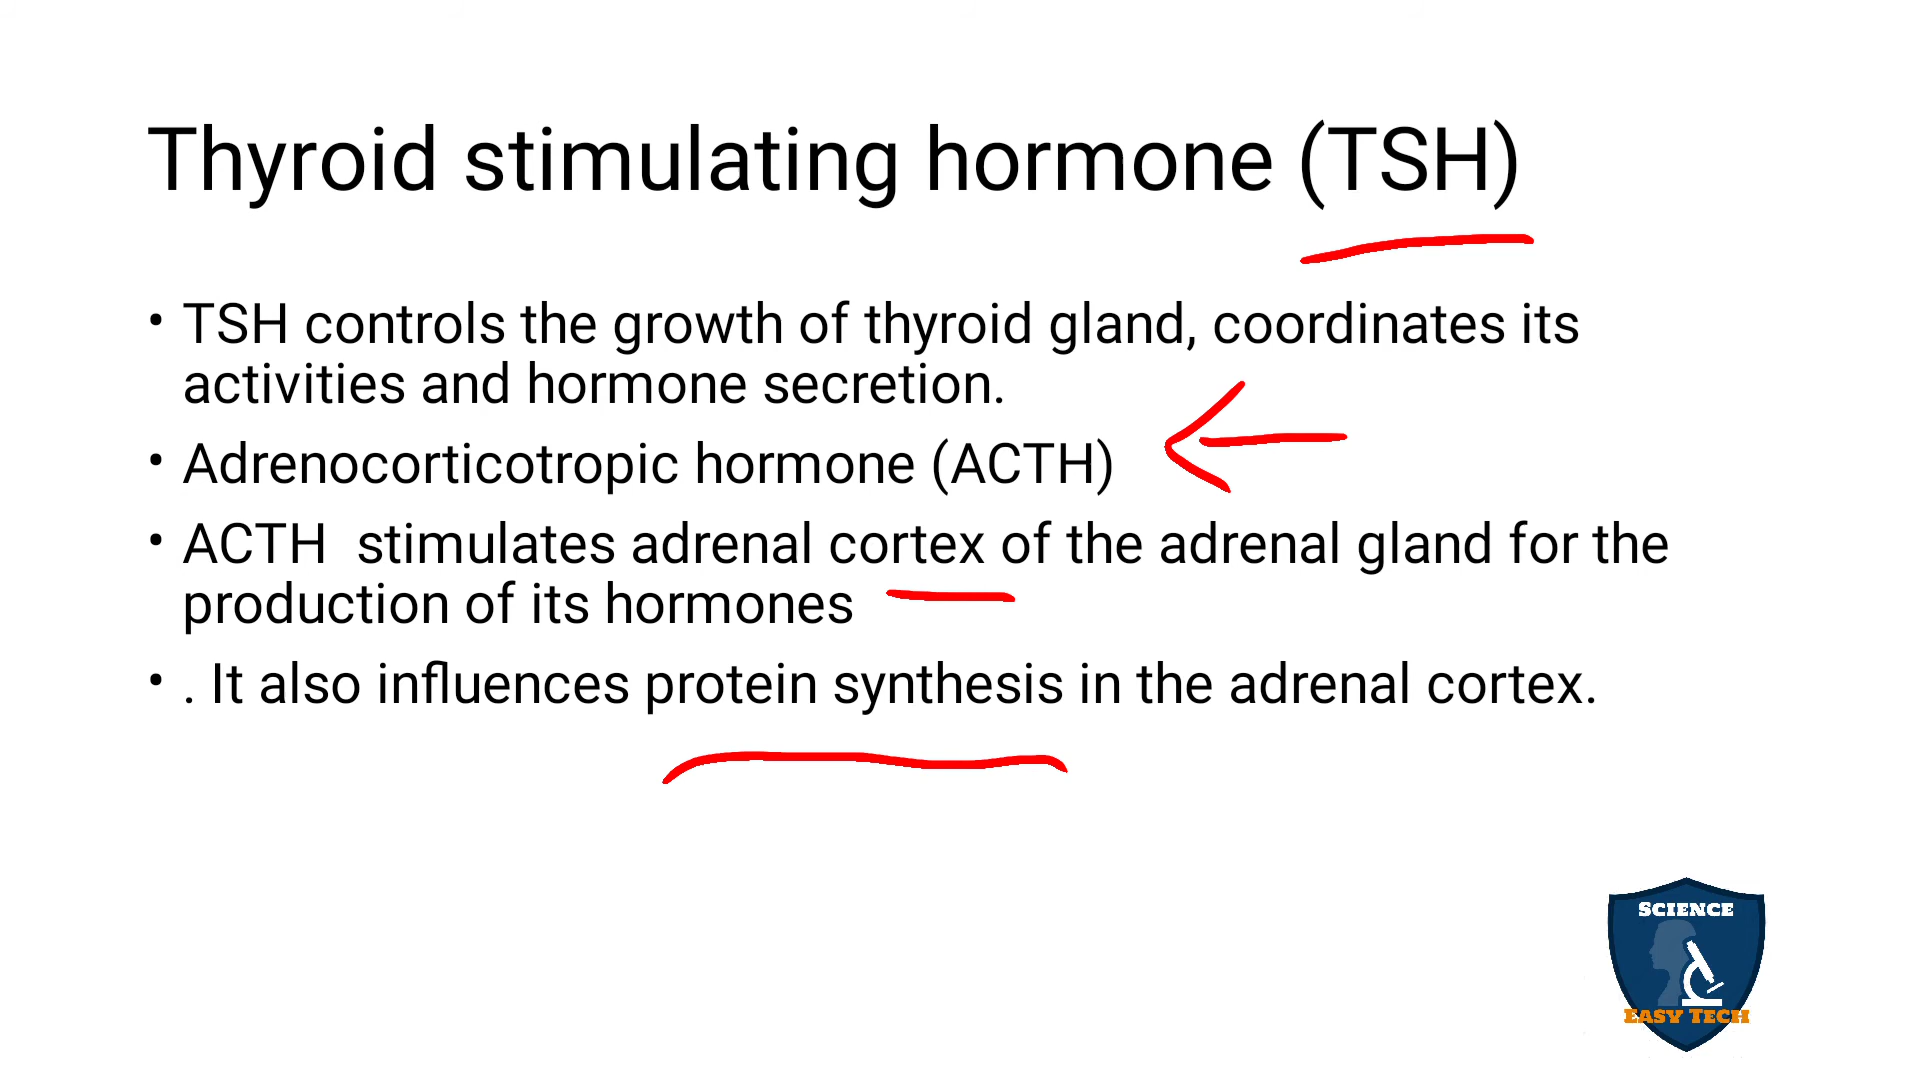 Thyroid stimulating hormone (TSH)
• TSH controls the growth of thyroid gland, coordinates its
activities and hormone secretion.
• Adrenocorticotropic hormone (ACTH)
• ACTH  stimulates adrenal cortex of the adrenal gland for the
production of its hormones
• . It also influences protein synthesis in the adrenal cortex.
SCIENCE
EASY TECH